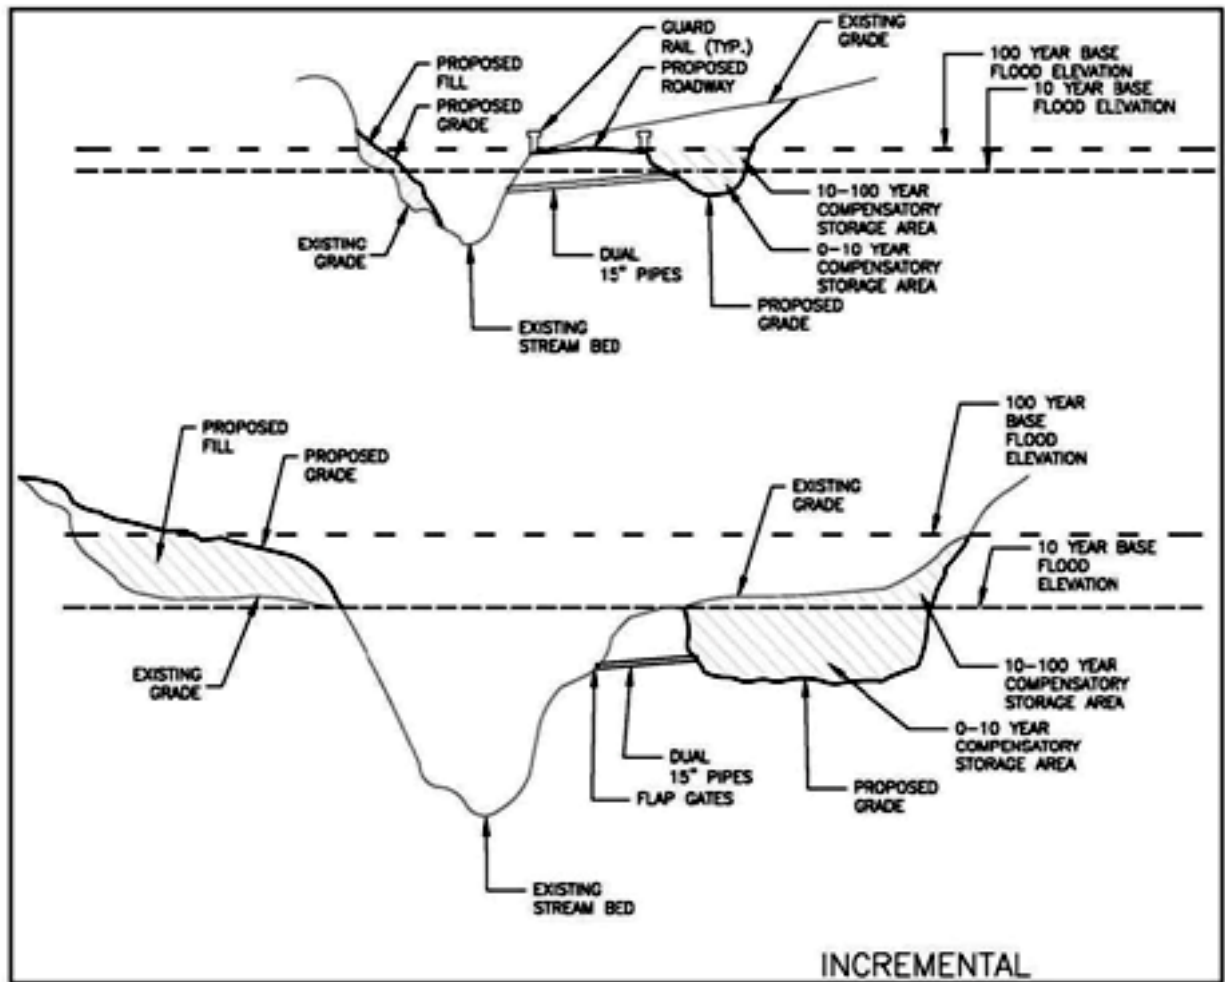 GUARD
RAIL (TYP.)
EXISTING
GRADE
PROPOSED
FILL
PROPOSED
ROADWAY
100 YEAR BASE
FLOOD ELEVATION
10 YEAR BASE
FLOOD ELEVATION
PROPOSED
GRADE
10-100 YEAR
COMPENSATORY
STORAGE AREA
EXISTING
GRADE
DUAL
15" PIPES
0-10 YEAR
COMPENSATORY
STORAGE AREA
PROPOSED
GRADE
EXISTING
STREAM BED
100 YEAR
BASE
FLOOD
ELEVATION
PROPOSED
FILL
PROPOSED
GRADE
EXISTING
GRADE
10 YEAR BASE
FLOOD
ELEVATION
EXISTING
GRADE
10-100 YEAR
COMPENSATORY
STORAGE AREA
0-10 YEAR
COMPENSATORY
STORAGE AREA
DUAL
15" PIPES
FLAP GATES
PROPOSED
GRADE
EXISTING
STREAM BED
INCREMENTAL